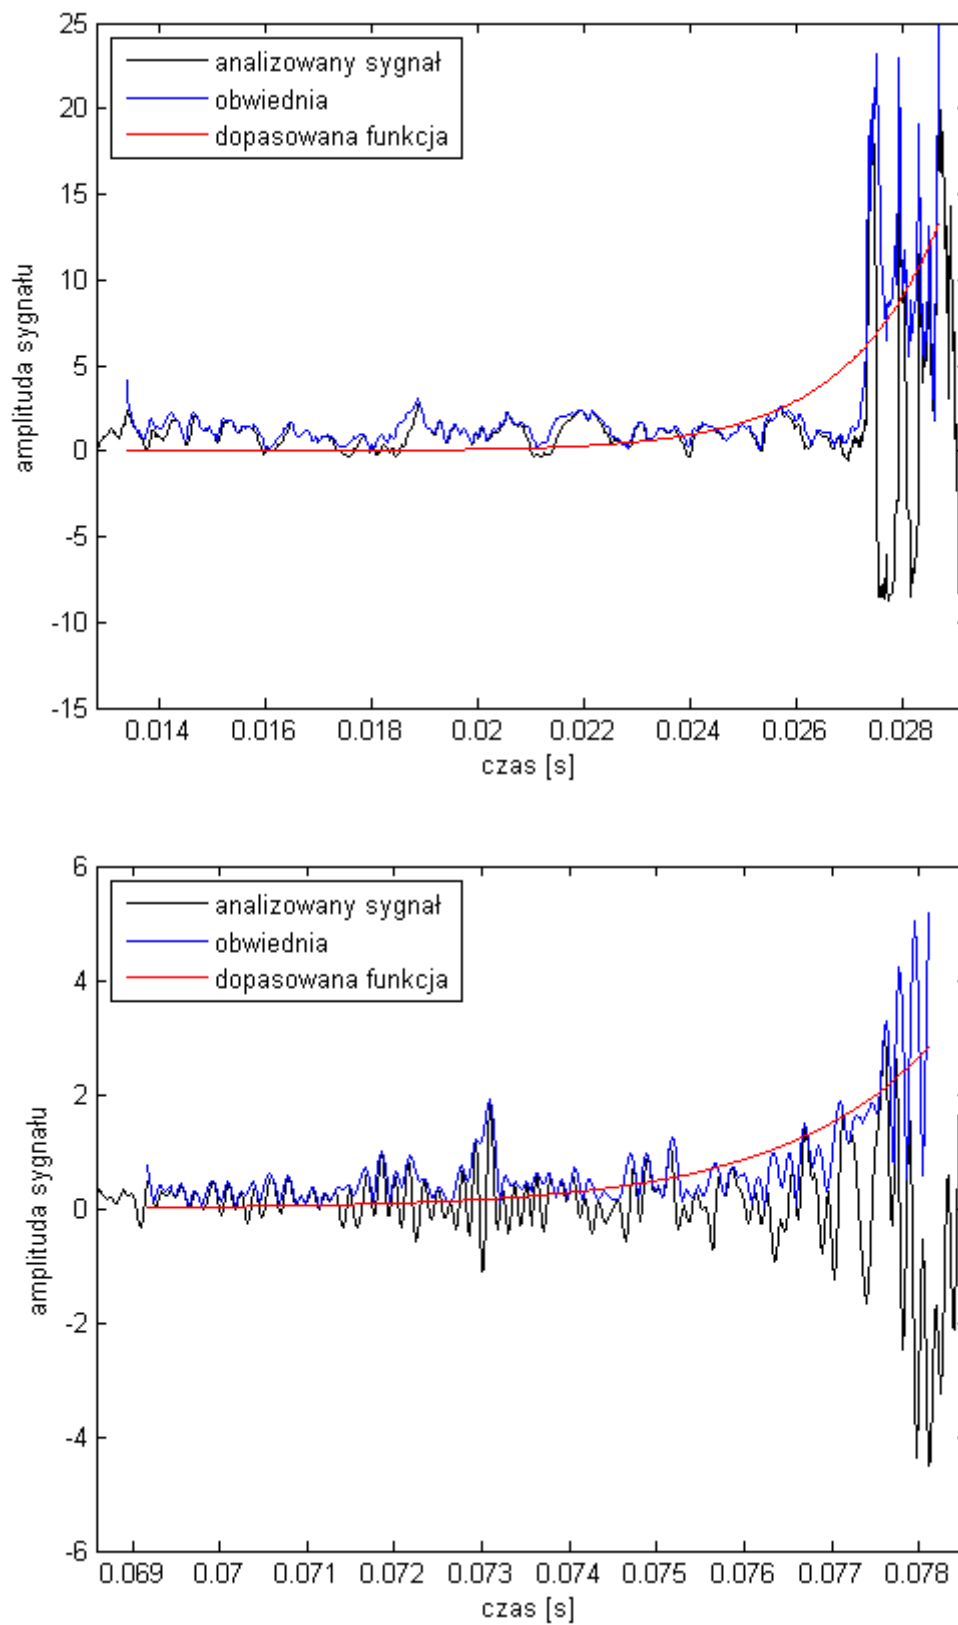 25
20
15
10
5
0
-5
-10
-15
analizowany sygnał
obwiednia
dopasowana funkcja
amplituda sygnału
0.014 0.016 0.018 0.02 0.022 0.024 0.026 0.028
czas [s]
6
4
2
0
-2
-4
-6
analizowany sygnał
obwiednia
dopasowana funkcja
amplituda sygnału
0.069 0.07 0.071 0.072 0.073 0.074 0.075 0.076 0.077 0.078
czas [s]